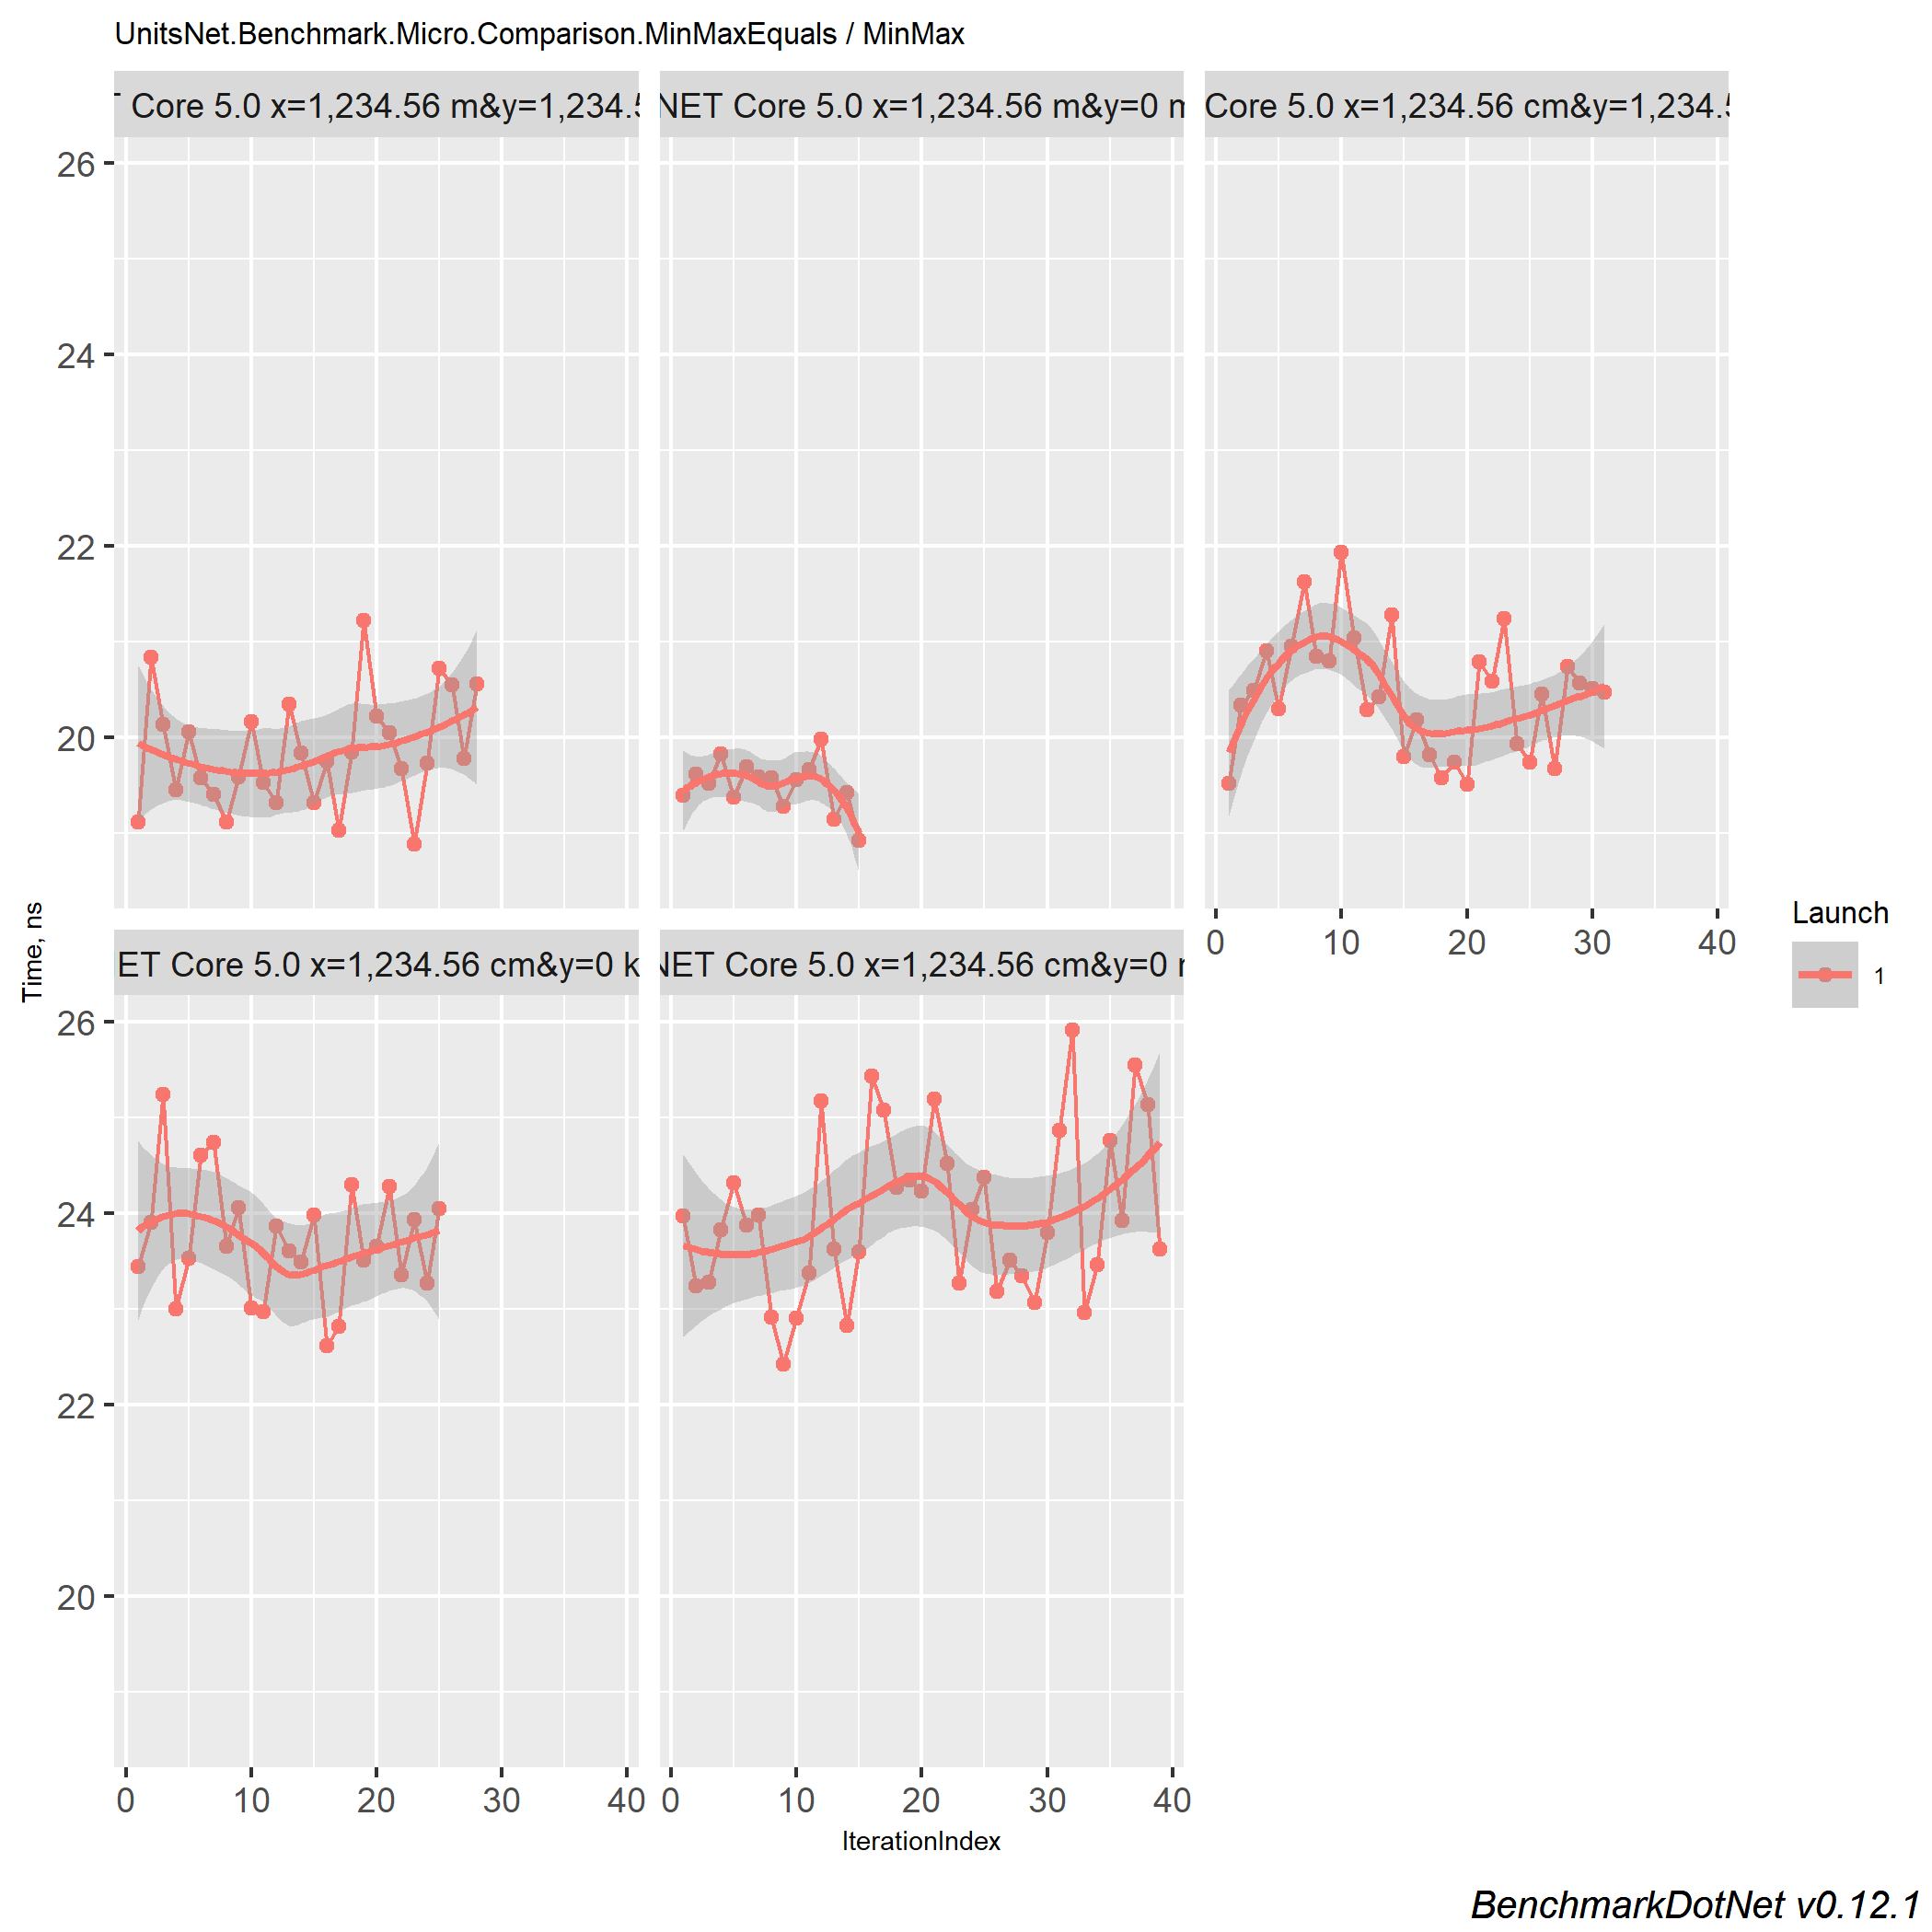 UnitsNet.Benchmark.Micro.Comparison.MinMaxEquals / MinMax
Core 5.0 x=1,234.56 m&y=1,234.5
NET Core 5.0 x=1,234.56 m&y=0 m
Core 5.0 x=1,234.56 cm&y=1,234.5
26
24
22
20
0 10 20 30 40
Time, ns
ET Core 5.0 x=1,234.56 cm&y=0 k
NET Core 5.0 x=1,234.56 cm&y=0
26
24
22
20
0 10 20 30 40
0 10 20 30 40
IterationIndex
Launch
1
BenchmarkDotNet v0.12.1